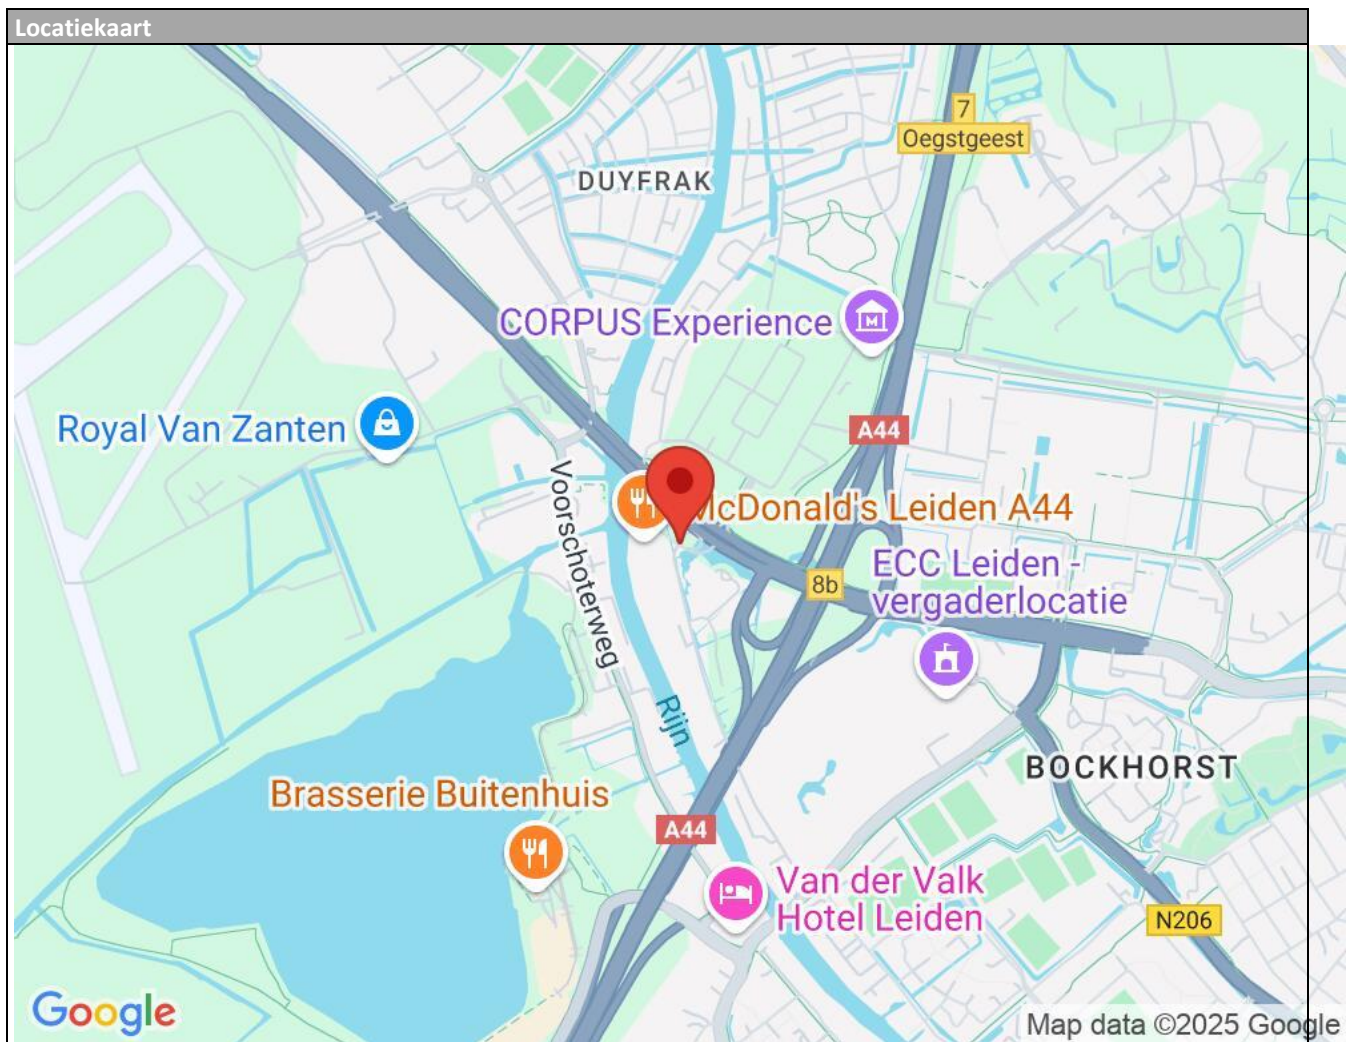 Locatiekaart
7
Oegstgeest
DUYFRAK
CORPUS Experience
Royal Van Zanten
A44
Voorschoterweg
McDonald's Leiden A44
8b
ECC Leiden -
vergaderlocatie
Rijn
BOCKHORST
Brasserie Buitenhuis
A44
Van der Valk
Hotel Leiden
N206
Google
Map data ©2025 Google